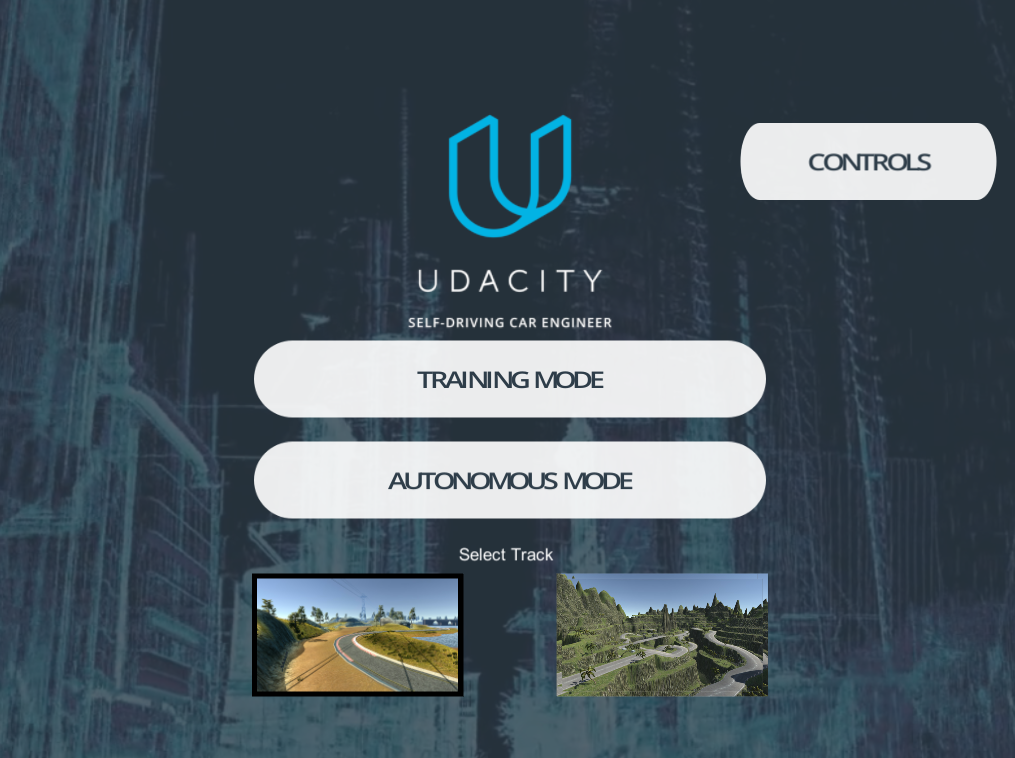 CONTROLS
UDACITY
SELF-DRIVING CAR ENGINEER
TRAINING MODE
AUTONOMOUS MODE
Select Track